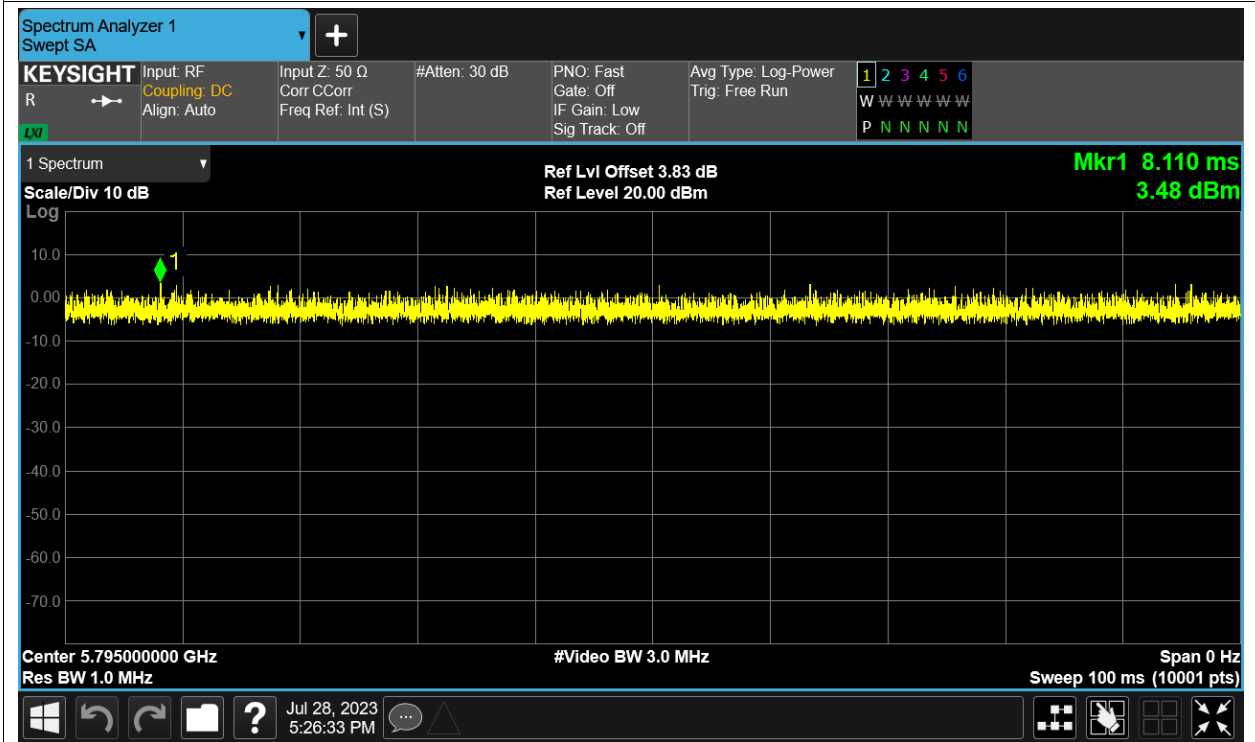 Spectrum Analyzer 1
Swept SA
KEYSIGHT
R
LXI
Input: RF
Coupling: DC
Align: Auto
Input Z: 50 Ω
Corr CCorr
Freq Ref: Int (S)
#Atten: 30 dB
PNO: Fast
Gate: Off
IF Gain: Low
Sig Track: Off
Avg Type: Log-Power
Trig: Free Run
1 2 3 4 5 6
W W W W W W
P N N N N N
1 Spectrum
Scale/Div 10 dB
Ref Lvl Offset 3.83 dB
Ref Level 20.00 dBm
Mkr1 8.110 ms
3.48 dBm
Log
10.0
1
0.00
-10.0
-20.0
-30.0
-40.0
-50.0
-60.0
-70.0
Center 5.795000000 GHz
Res BW 1.0 MHz
#Video BW 3.0 MHz
Span 0 Hz
Sweep 100 ms (10001 pts)
?
Jul 28, 2023
5:26:33 PM